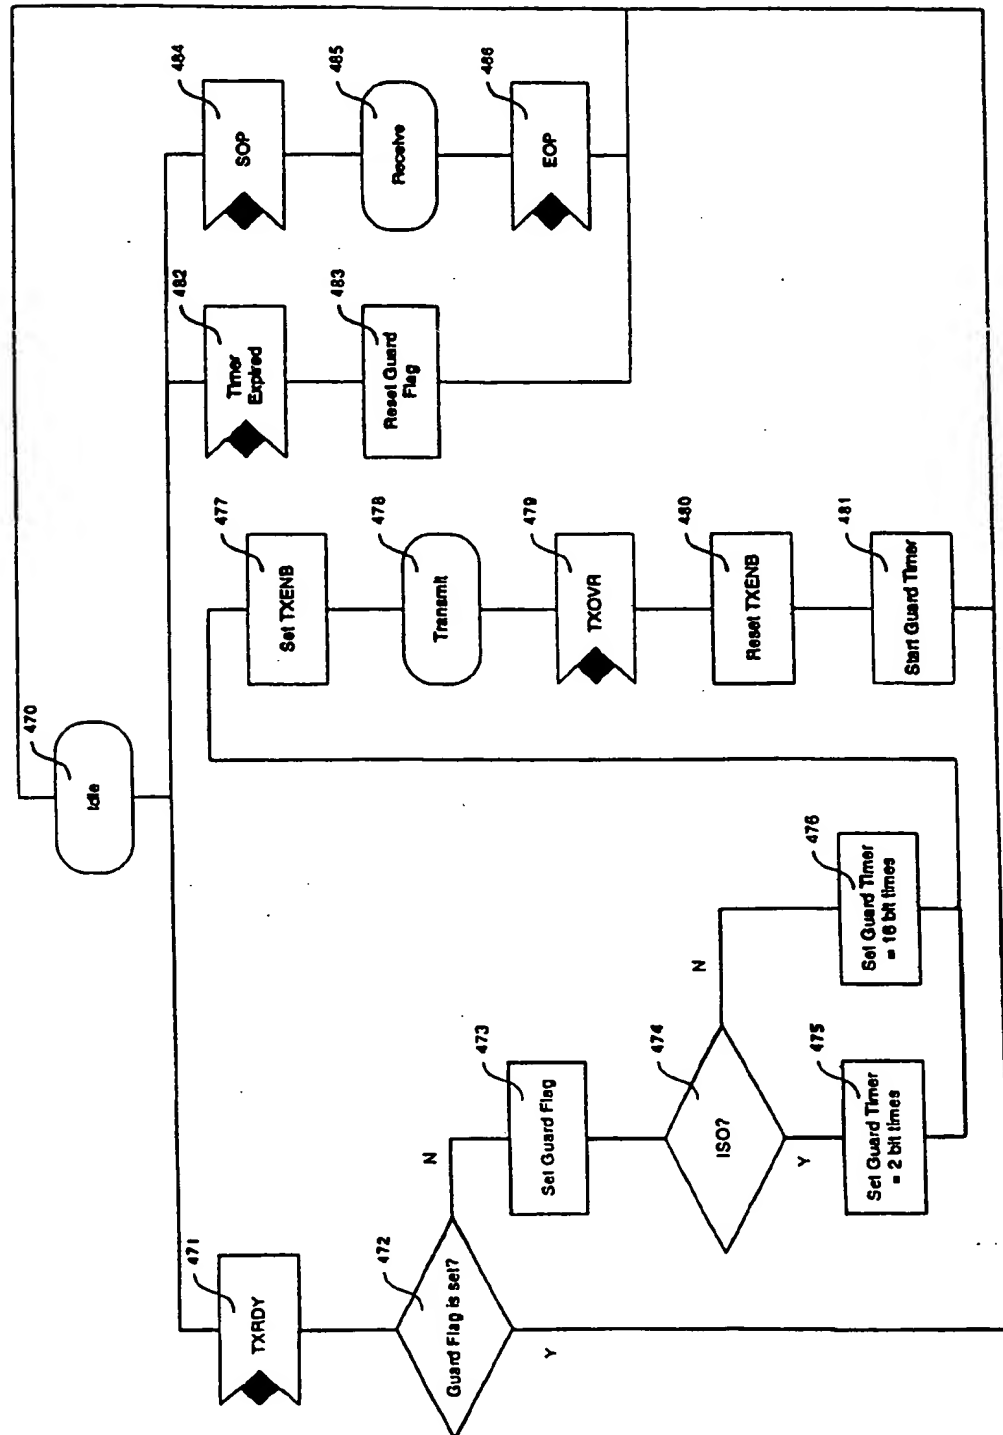 470
Idle
471
TXRDY
472
Guard Flag is set?
N
Y
473
Set Guard Flag
474
ISO?
N
Y
475
Set Guard Timer
= 2 bit times
476
Set Guard Timer
= 16 bit times
477
Set TXENB
478
Transmit
479
TXOVR
480
Reset TXENB
481
Start Guard Timer
482
Timer
Expired
483
Reset Guard
Flag
484
SOP
485
Receive
486
EOP